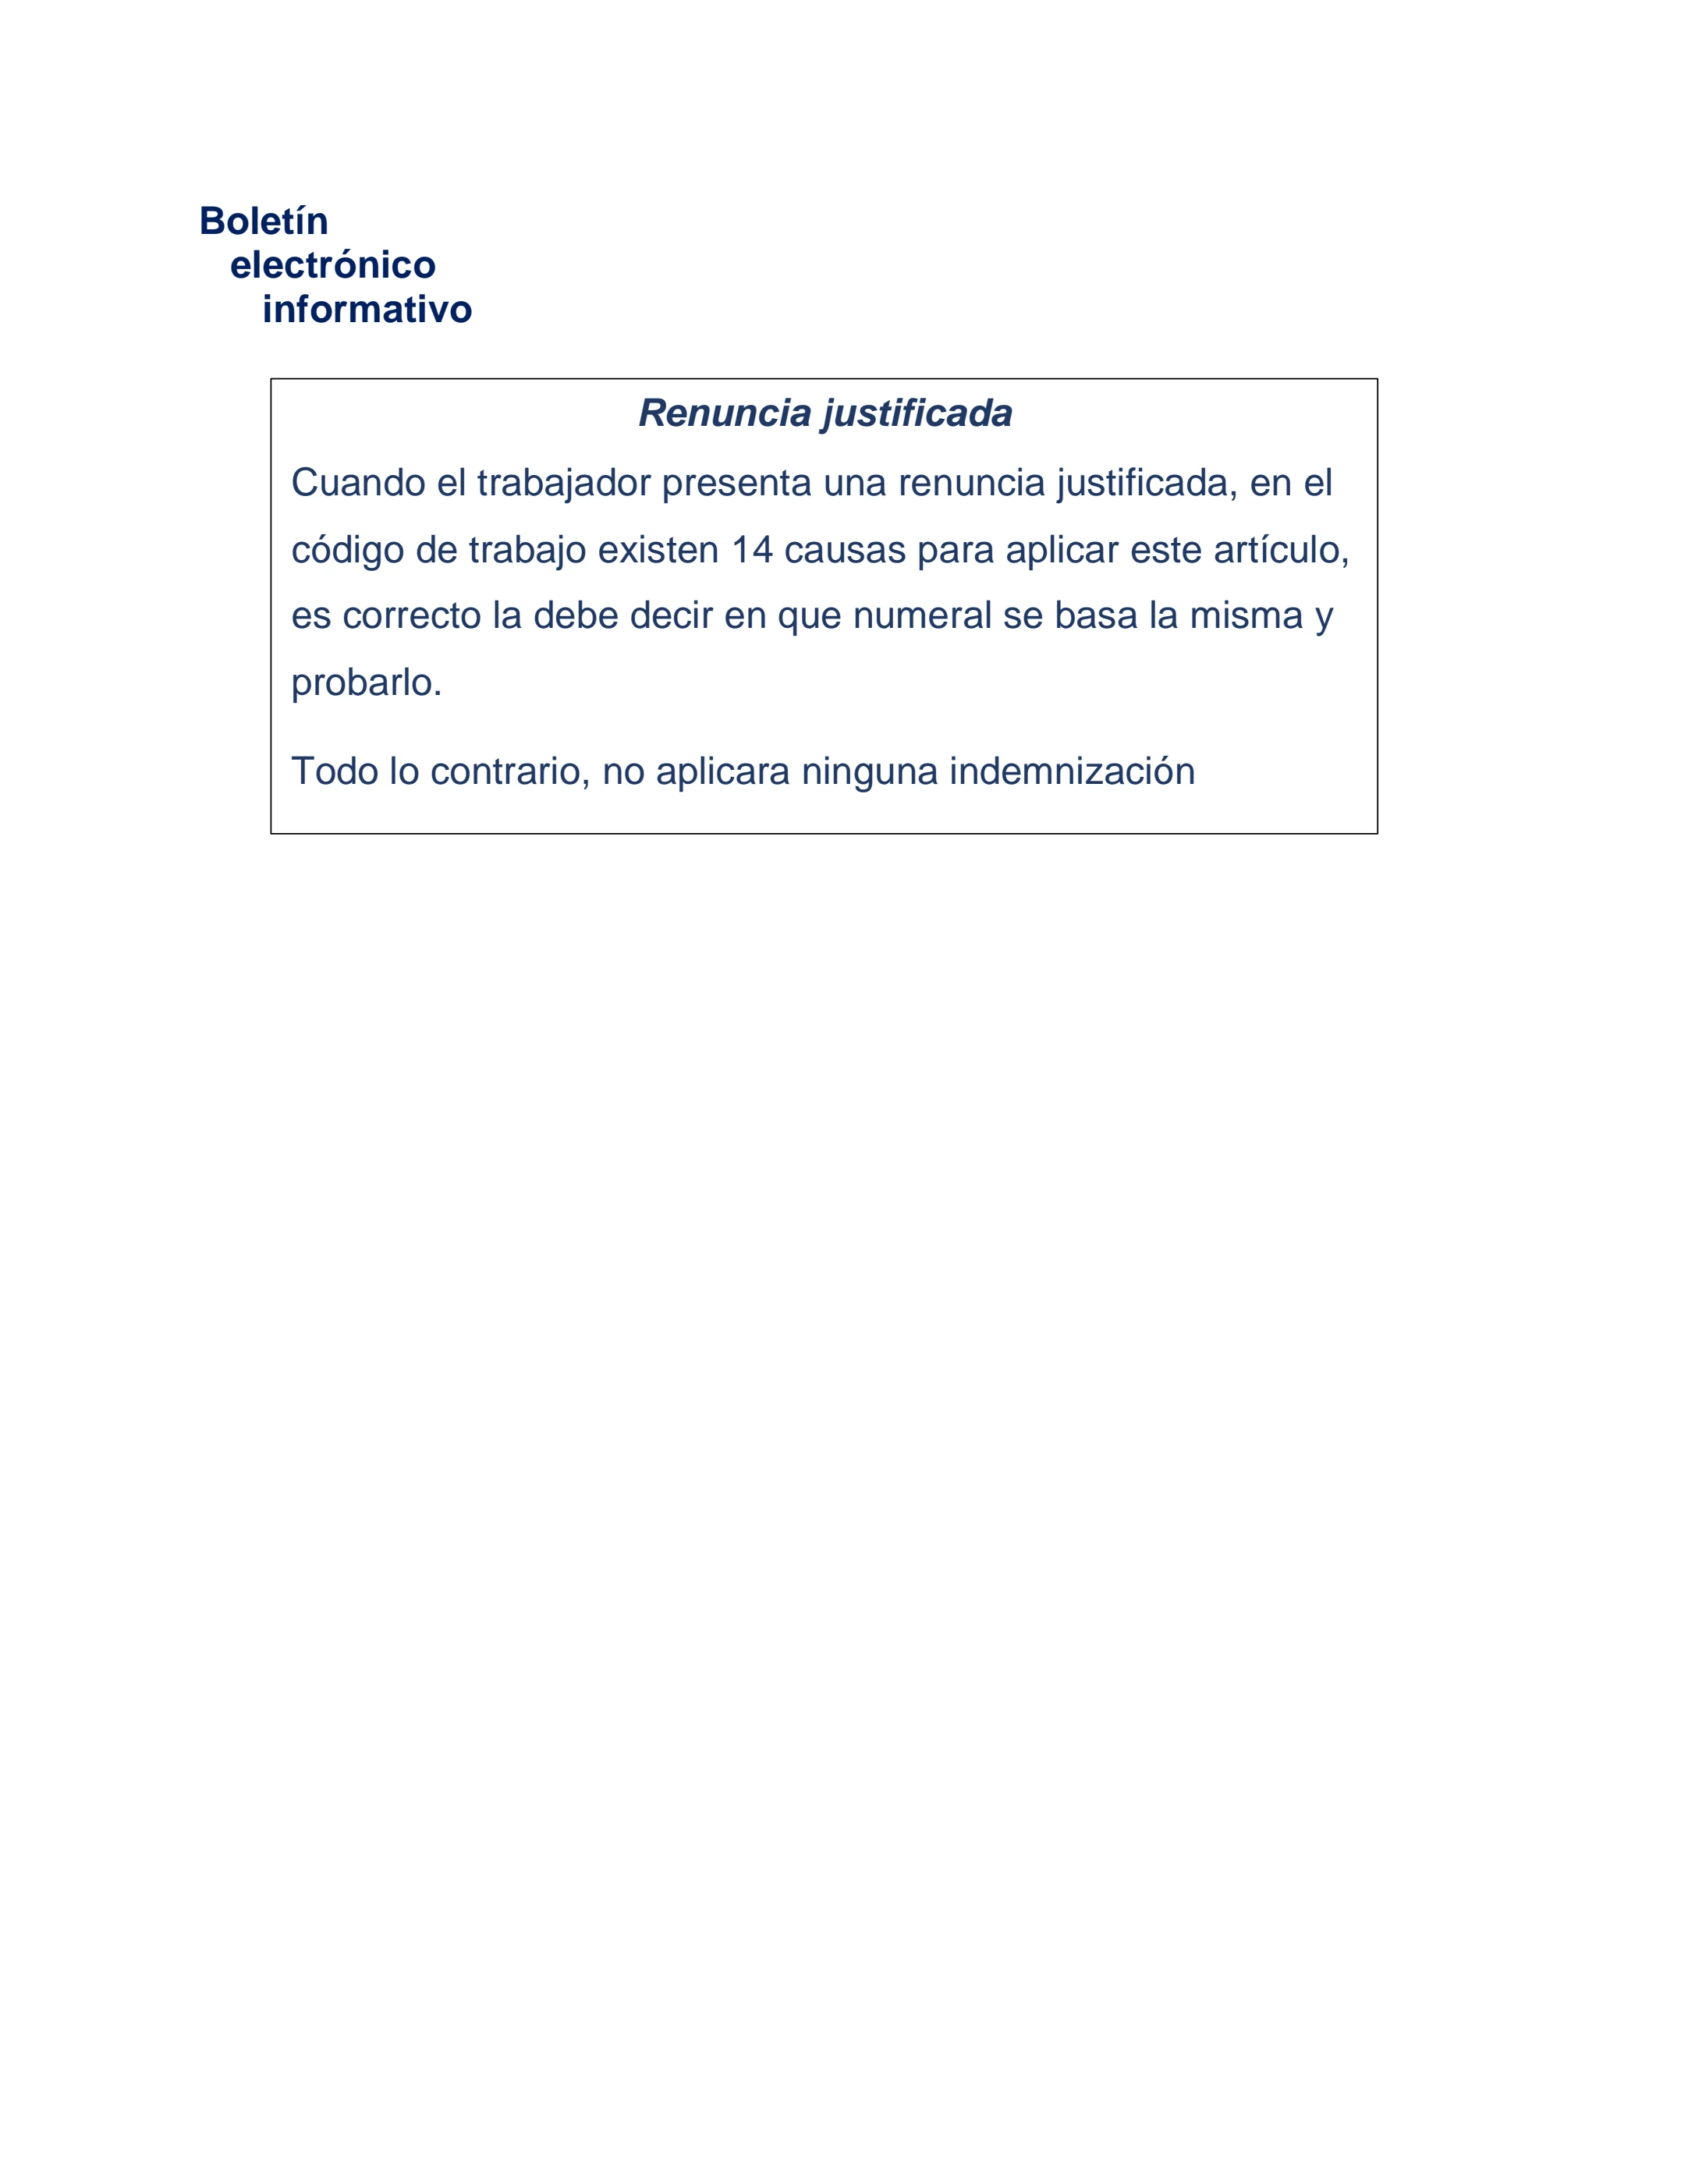 Boletín
electrónico
informativo
Renuncia justificada
Cuando el trabajador presenta una renuncia justificada, en el
código de trabajo existen 14 causas para aplicar este artículo,
es correcto la debe decir en que numeral se basa la misma y
probarlo.
Todo lo contrario, no aplicara ninguna indemnización